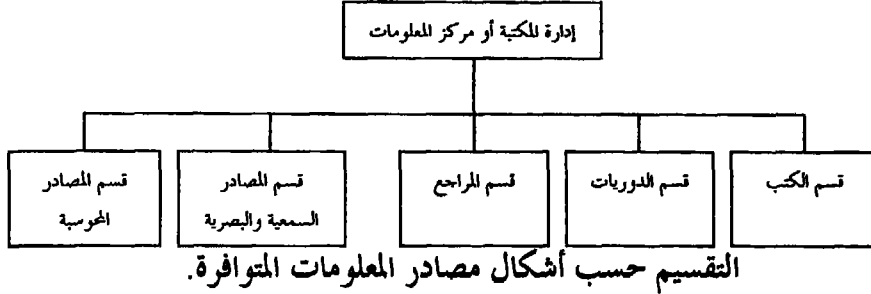 إدارة المكتبة أو مركز المعلومات
قسم الكتب
قسم الدوريات
قسم المراجع
قسم المصادر
السمعية والبصرية
قسم المصادر
المحوسبة
التقسيم حسب أشكال مصادر المعلومات المتوافرة.